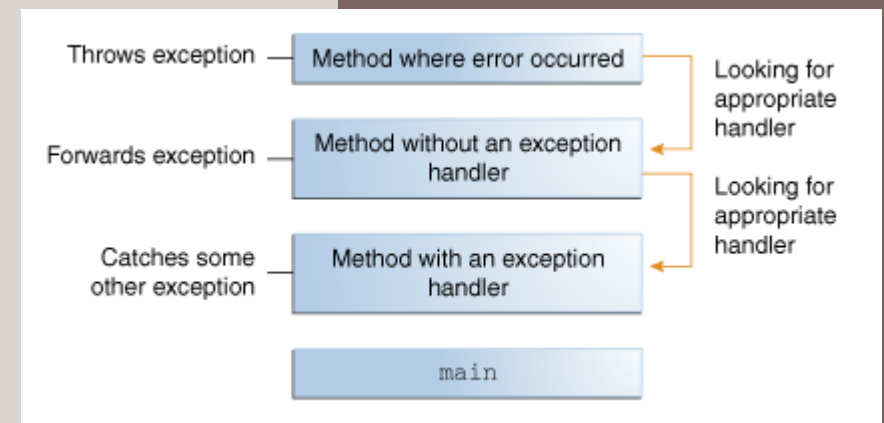 Throws exception
Method where error occurred
Looking for
appropriate
handler
Forwards exception
Method without an exception
handler
Looking for
appropriate
handler
Catches some
other exception
Method with an exception
handler
main